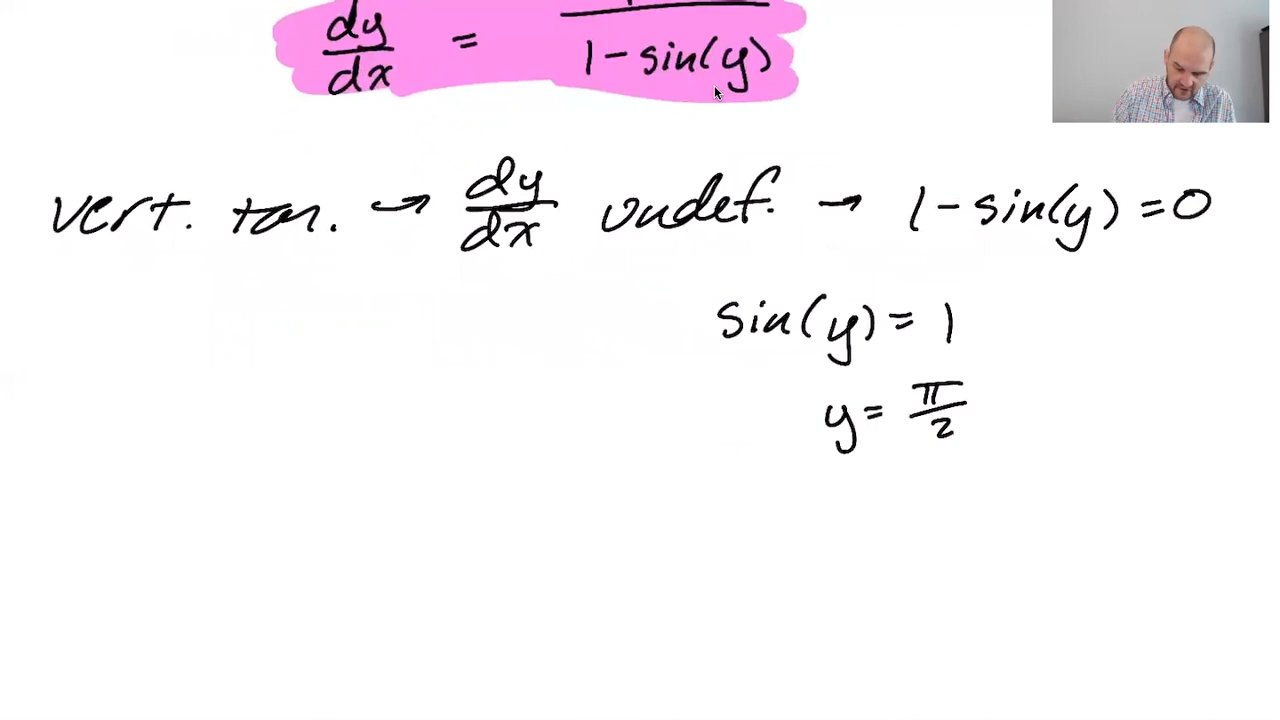 dy/dx = /1-sin(y)
vert. tan. → dy/dx undef. → 1-sin(y) = 0
sin(y) = 1
y = π/2